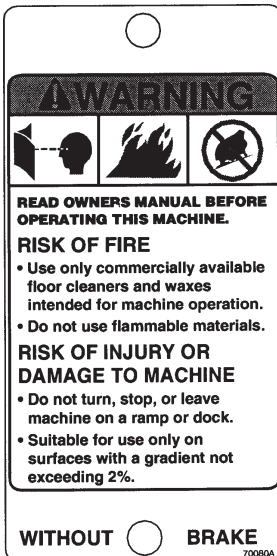 WARNING
READ OWNERS MANUAL BEFORE
OPERATING THIS MACHINE.
RISK OF FIRE
• Use only commercially available
floor cleaners and waxes
intended for machine operation.
• Do not use flammable materials.
RISK OF INJURY OR
DAMAGE TO MACHINE
• Do not turn, stop, or leave
machine on a ramp or dock.
• Suitable for use only on
surfaces with a gradient not
exceeding 2%.
WITHOUT BRAKE
70080A